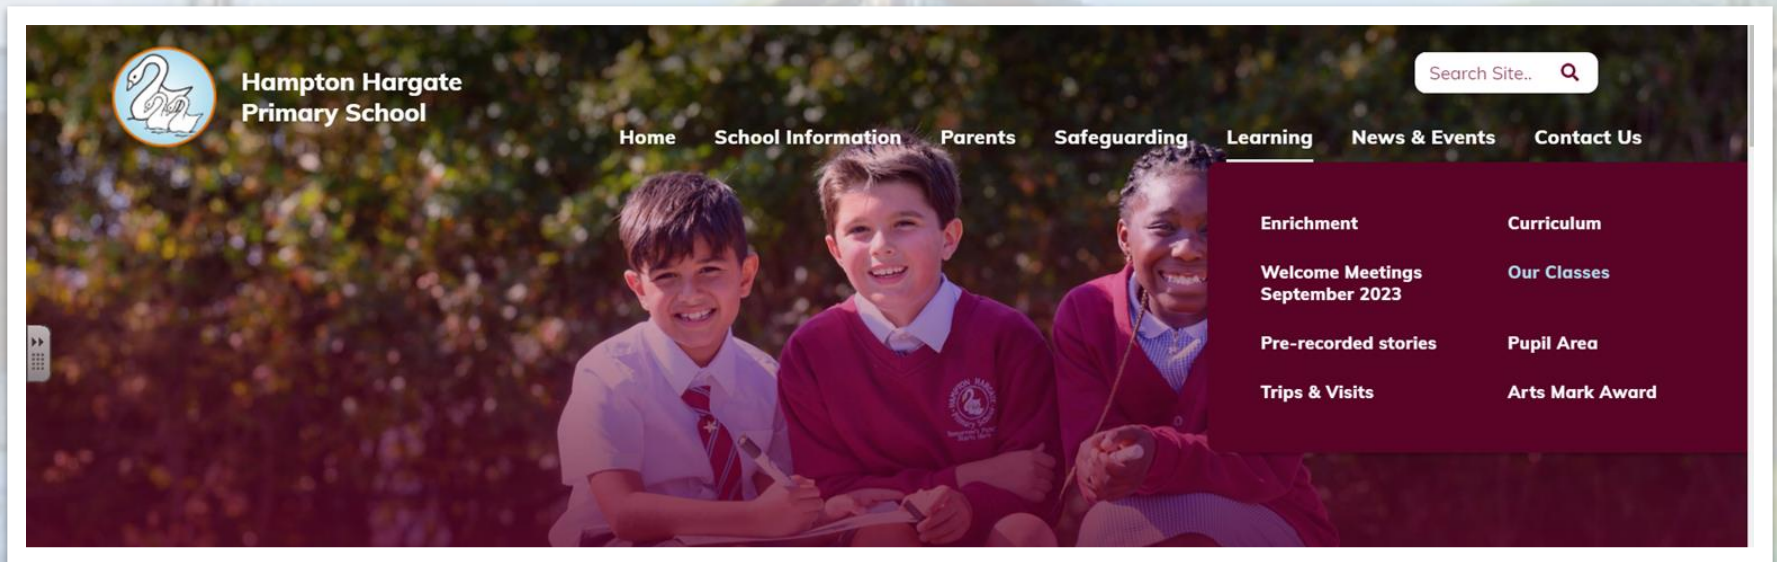 Hampton Hargate
Primary School
Search Site..
Home School Information Parents Safeguarding Learning News & Events Contact Us
Enrichment Curriculum
Welcome Meetings Our Classes
September 2023
Pre-recorded stories Pupil Area
Trips & Visits Arts Mark Award